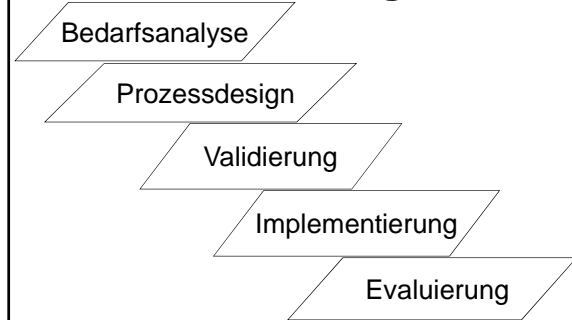 Bedarfsanalyse
Prozessdesign
Validierung
Implementierung
Evaluierung